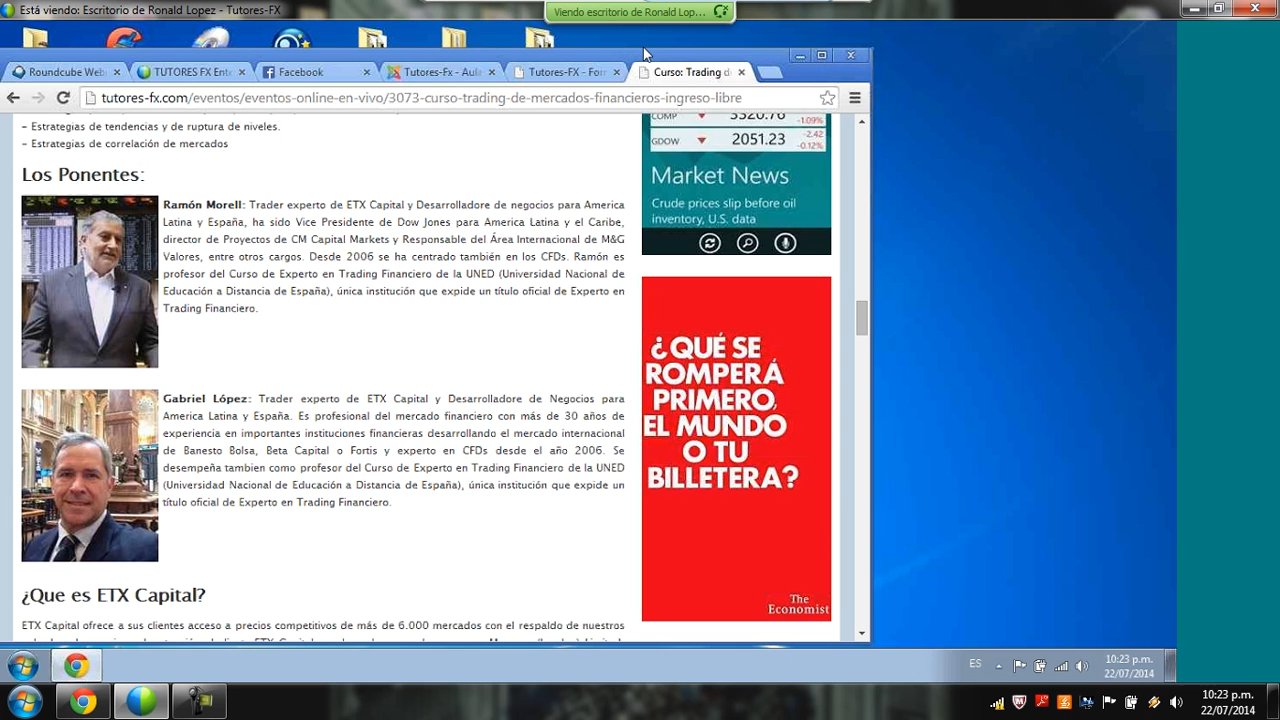 Está viendo: Escritorio de Ronald Lopez - Tutores-FX
Viendo escritorio de Ronald Lop...
Roundcube Web
TUTORES FX Ent
Facebook
Tutores-Fx - Aul
Tutores-FX - For
Curso: Trading d
tutores-fx.com/eventos/eventos-online-en-vivo/3073-curso-trading-de-mercados-financieros-ingreso-libre
– Estrategias de tendencias y de ruptura de niveles.
– Estrategias de correlación de mercados
Los Ponentes:
Ramón Morell: Trader experto de ETX Capital y Desarrolladore de negocios para America
Latina y España, ha sido Vice Presidente de Dow Jones para America Latina y el Caribe,
director de Proyectos de CM Capital Markets y Responsable del Área Internacional de M&G
Valores, entre otros cargos. Desde 2006 se ha centrado también en los CFDs. Ramón es
profesor del Curso de Experto en Trading Financiero de la UNED (Universidad Nacional de
Educación a Distancia de España), única institución que expide un título oficial de Experto en
Trading Financiero.
Gabriel López: Trader experto de ETX Capital y Desarrolladore de Negocios para
America Latina y España. Es profesional del mercado financiero con más de 30 años de
experiencia en importantes instituciones financieras desarrollando el mercado internacional
de Banesto Bolsa, Beta Capital o Fortis y experto en CFDs desde el año 2006. Se
desempeña tambien como profesor del Curso de Experto en Trading Financiero de la UNED
(Universidad Nacional de Educación a Distancia de España), única institución que expide un
título oficial de Experto en Trading Financiero.
¿Que es ETX Capital?
ETX Capital ofrece a sus clientes acceso a precios competitivos de más de 6.000 mercados con el respaldo de nuestros
COMP 3320.76 -1.09%
GDOW 2051.23 -2.42
-0.12%
Market News
Crude prices slip before oil
inventory, U.S. data
¿QUÉ SE
ROMPERÁ
PRIMERO,
EL MUNDO
O TU
BILLETERA?
The
Economist
ES
10:23 p.m.
22/07/2014
10:23 p.m.
22/07/2014